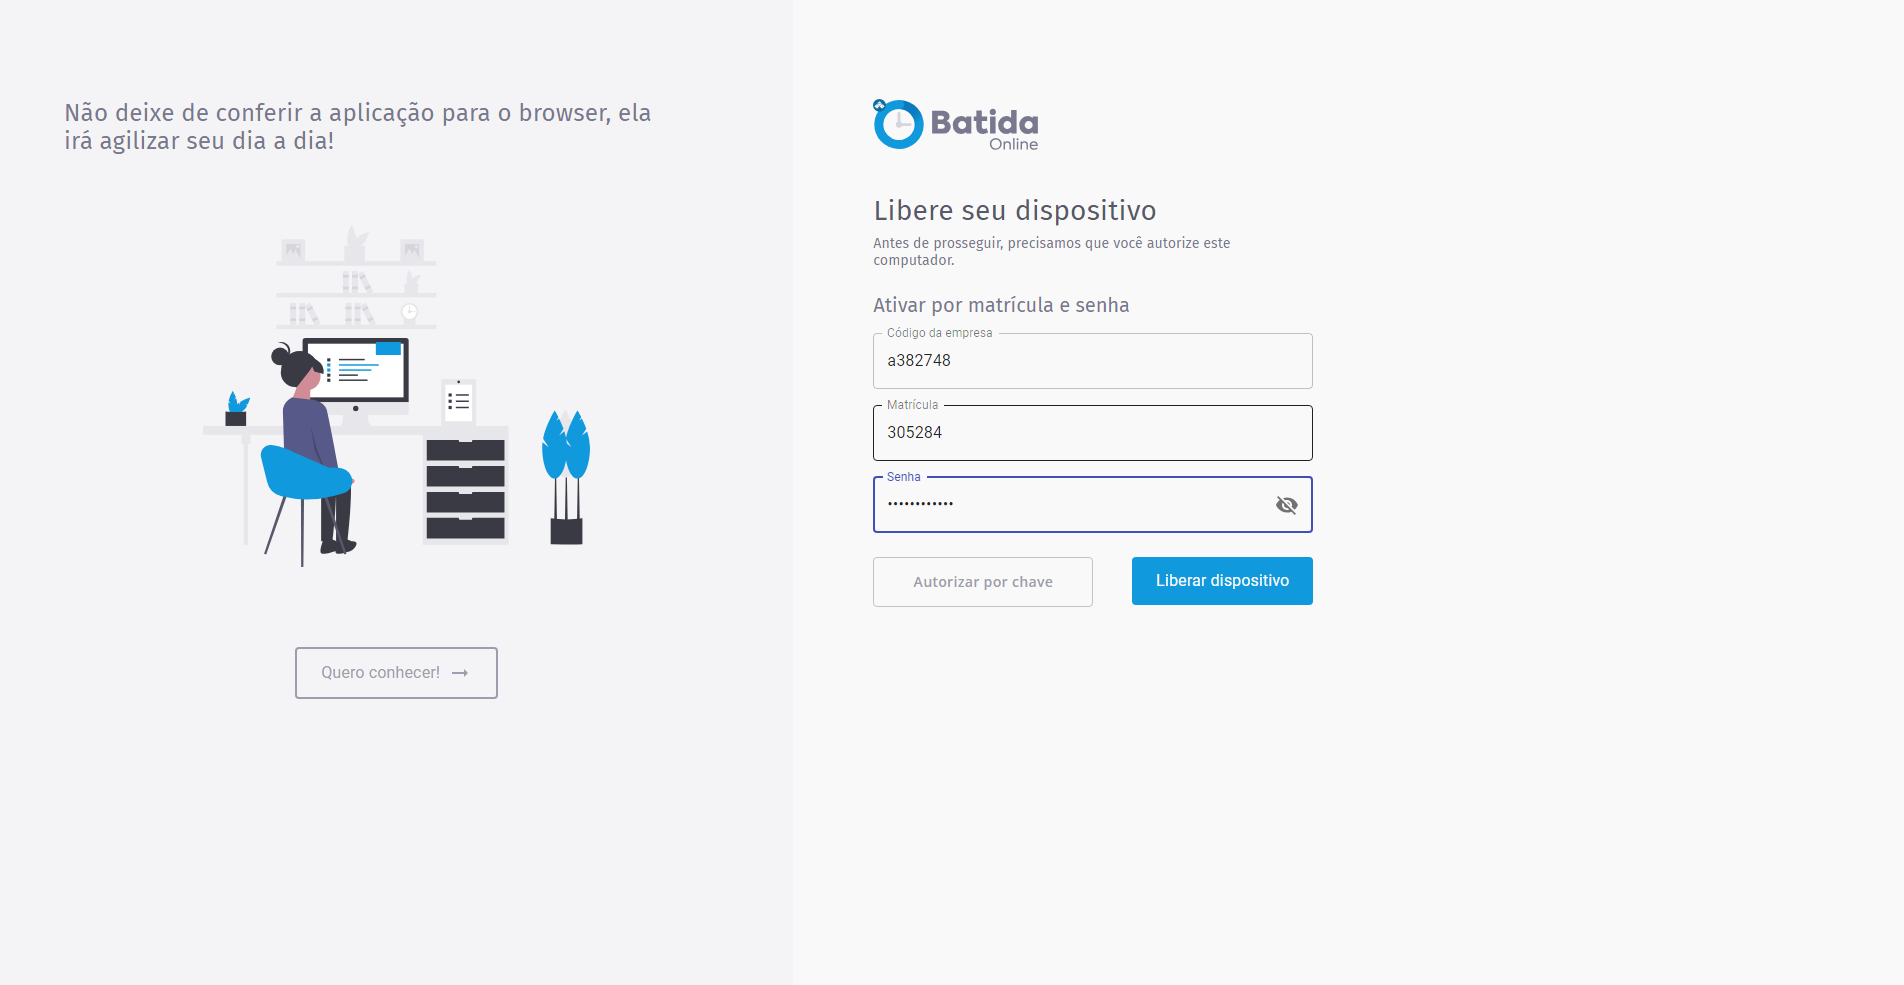 Não deixe de conferir a aplicação para o browser, ela
irá agilizar seu dia a dia!
Quero conhecer!
Batida
Online
Libere seu dispositivo
Antes de prosseguir, precisamos que você autorize este
computador.
Ativar por matrícula e senha
Código da empresa
a382748
Matrícula
305284
Senha
••••••••••••
Autorizar por chave
Liberar dispositivo